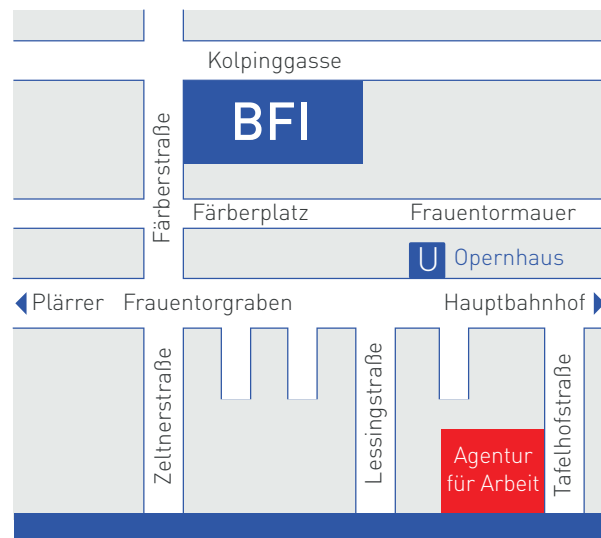 Kolpinggasse
BFI
Färberstraße
Färberplatz
Frauentormauer
U Opernhaus
Plärrer
Frauentorgraben
Hauptbahnhof
Zeltnerstraße
Lessingstraße
Tafelhofstraße
Agentur
für Arbeit